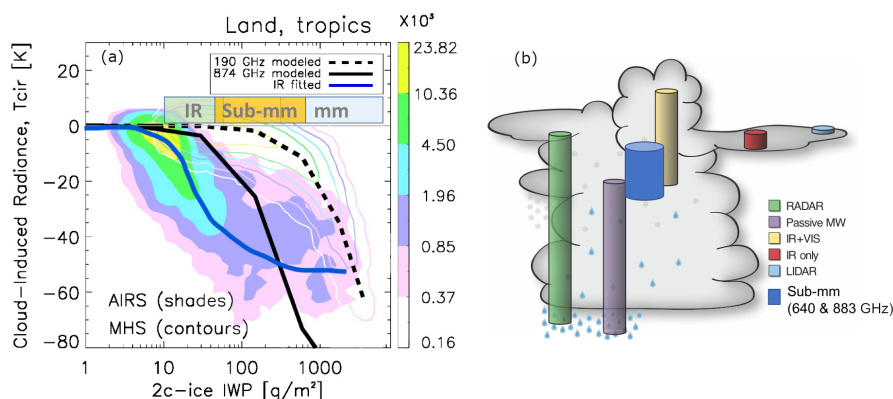 Land, tropics
X10³
(a)
190 GHz modeled
874 GHz modeled
IR fitted
IR
Sub-mm
mm
Cloud-Induced Radiance, Tcir [K]
20
0
-20
-40
-60
-80
AIRS (shades)
MHS (contours)
1
10
100
1000
2c-ice IWP [g/m²]
23.82
10.36
4.50
1.96
0.85
0.37
0.16
(b)
RADAR
Passive MW
IR+VIS
IR only
LIDAR
Sub-mm
(640 & 883 GHz)